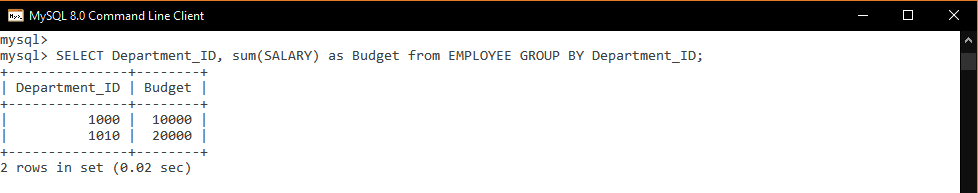 MySQL 8.0 Command Line Client
mysql>
mysql> SELECT Department_ID, sum(SALARY) as Budget from EMPLOYEE GROUP BY Department_ID;
+---------------+--------+
| Department_ID | Budget |
+---------------+--------+
|          1000 |  10000 |
|          1010 |  20000 |
+---------------+--------+
2 rows in set (0.02 sec)